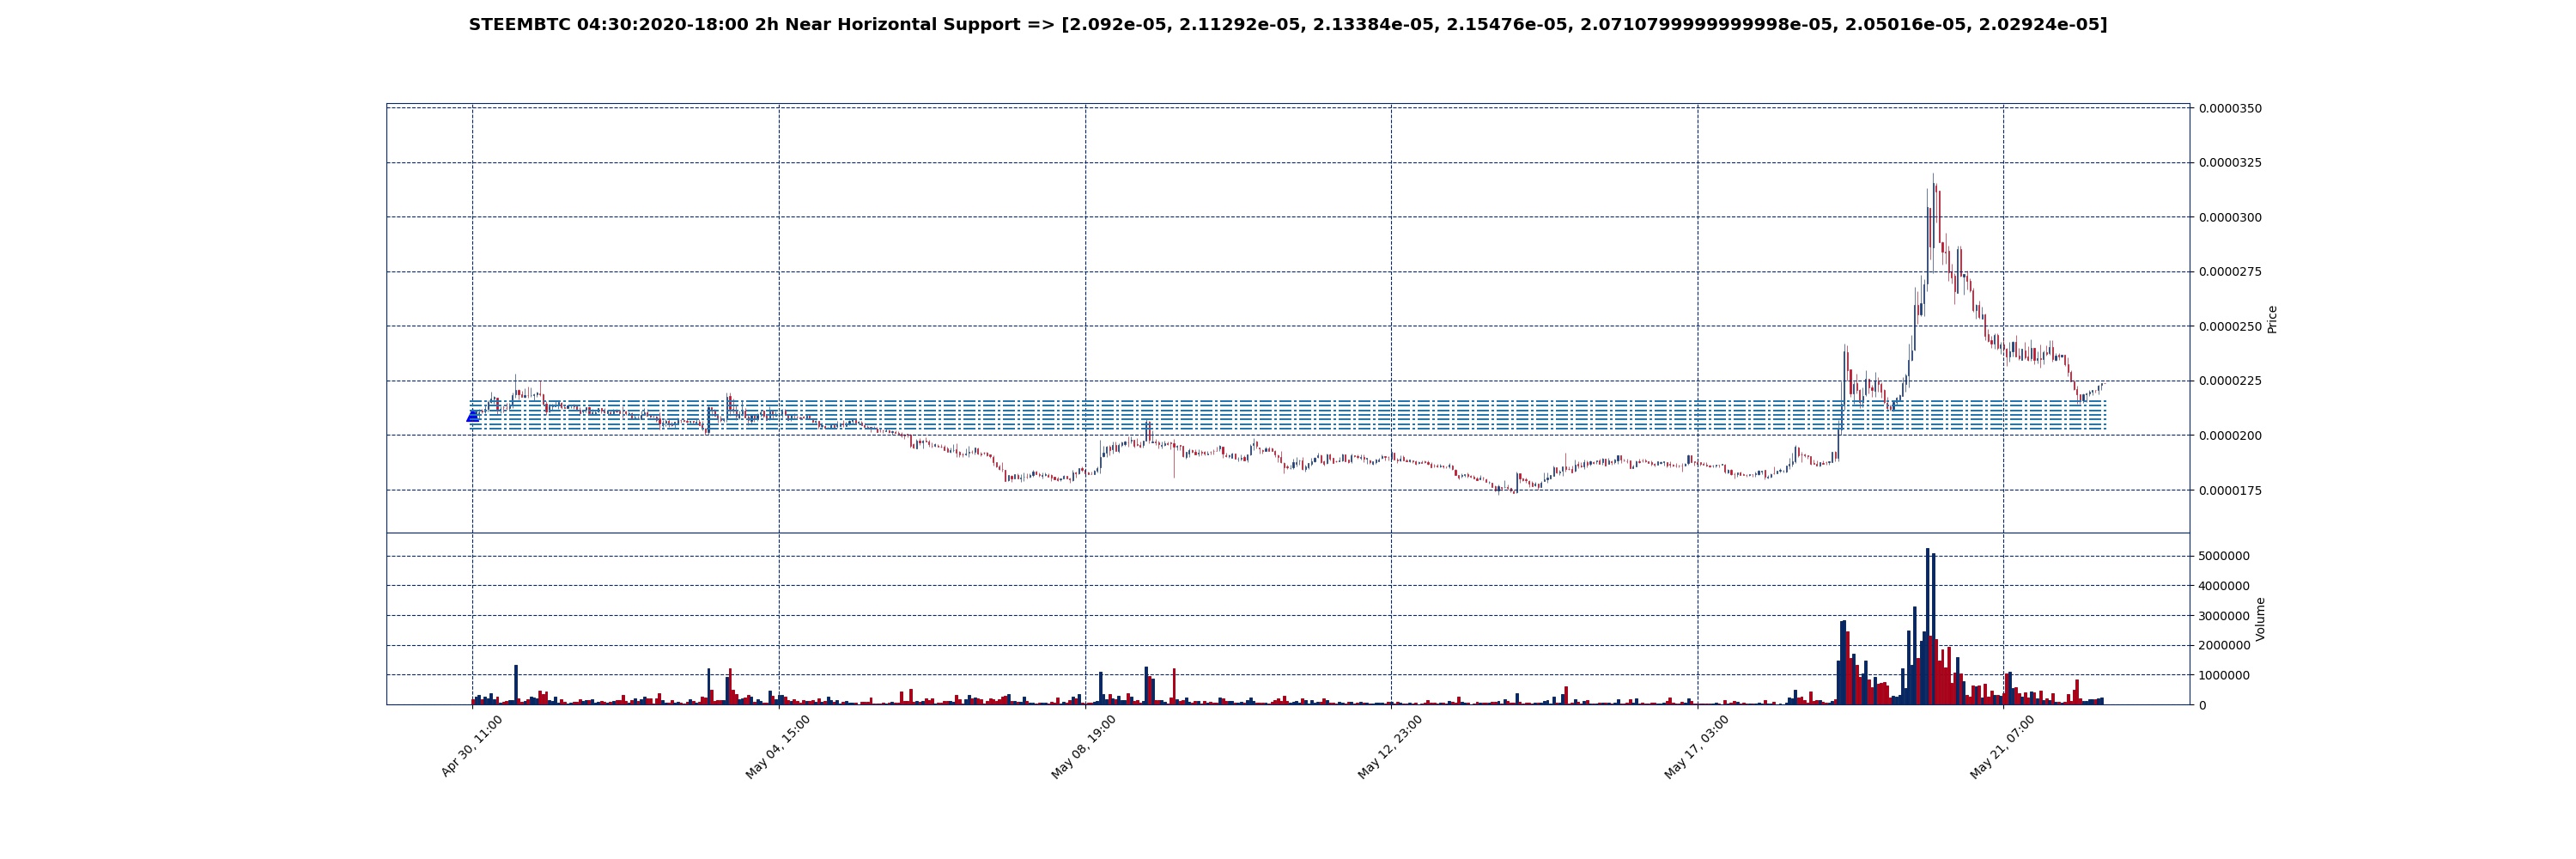 STEEMBTC 04:30:2020-18:00 2h Near Horizontal Support => [2.092e-05, 2.11292e-05, 2.13384e-05, 2.15476e-05, 2.0710799999999998e-05, 2.05016e-05, 2.02924e-05]
0.0000350
0.0000325
0.0000300
0.0000275
0.0000250
0.0000225
0.0000200
0.0000175
Price
5000000
4000000
3000000
2000000
1000000
0
Volume
Apr 30, 11:00
May 04, 15:00
May 08, 19:00
May 12, 23:00
May 17, 03:00
May 21, 07:00